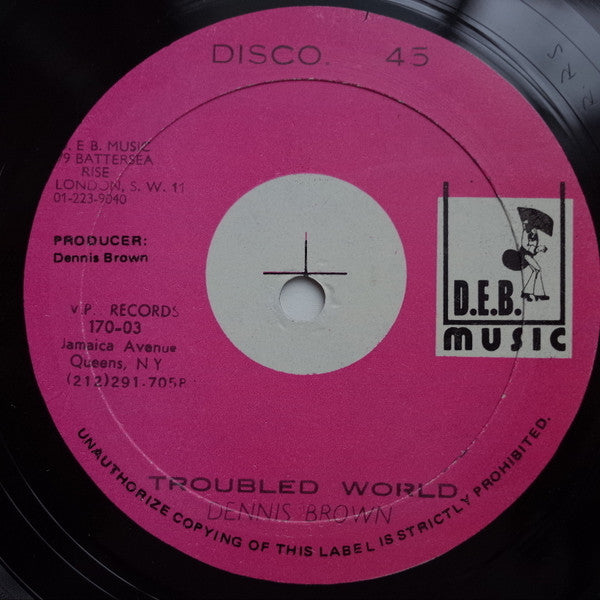 DISCO. 45
E B. MUSIC
9 BATTERSEA
RISE
LONDON, S. W. 11
01-223-9040
PRODUCER:
Dennis Brown
V.P. RECORDS
170-03
Jamaica Avenue
Queens, N Y
(212)291-7058
D.E.B.
MUSIC
TROUBLED WORLD
DENNIS BROWN
UNAUTHORIZE COPYING OF THIS LABEL IS STRICTLY PROHIBITED.